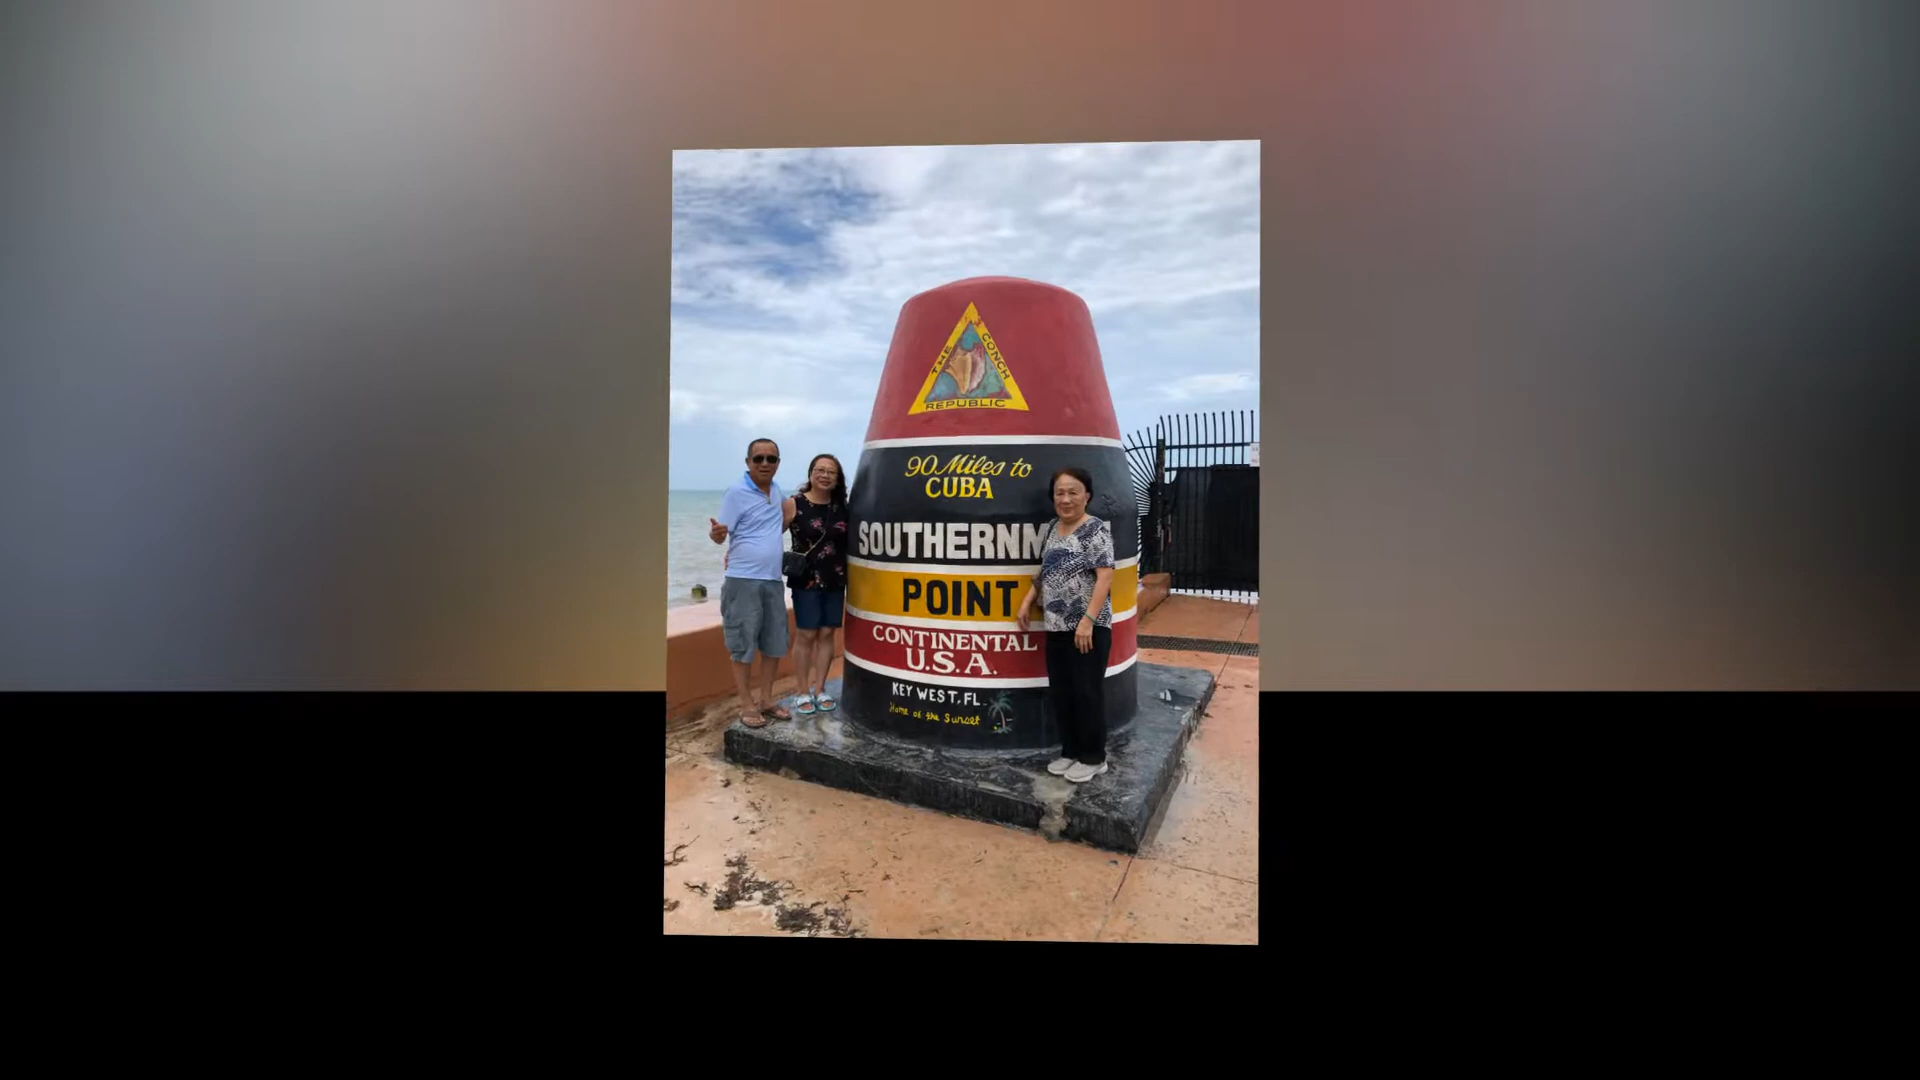 THE CONCH
REPUBLIC
90 Miles to
CUBA
SOUTHERNM
POINT
CONTINENTAL
U.S.A.
KEY WEST, FL
Home of the Sunset